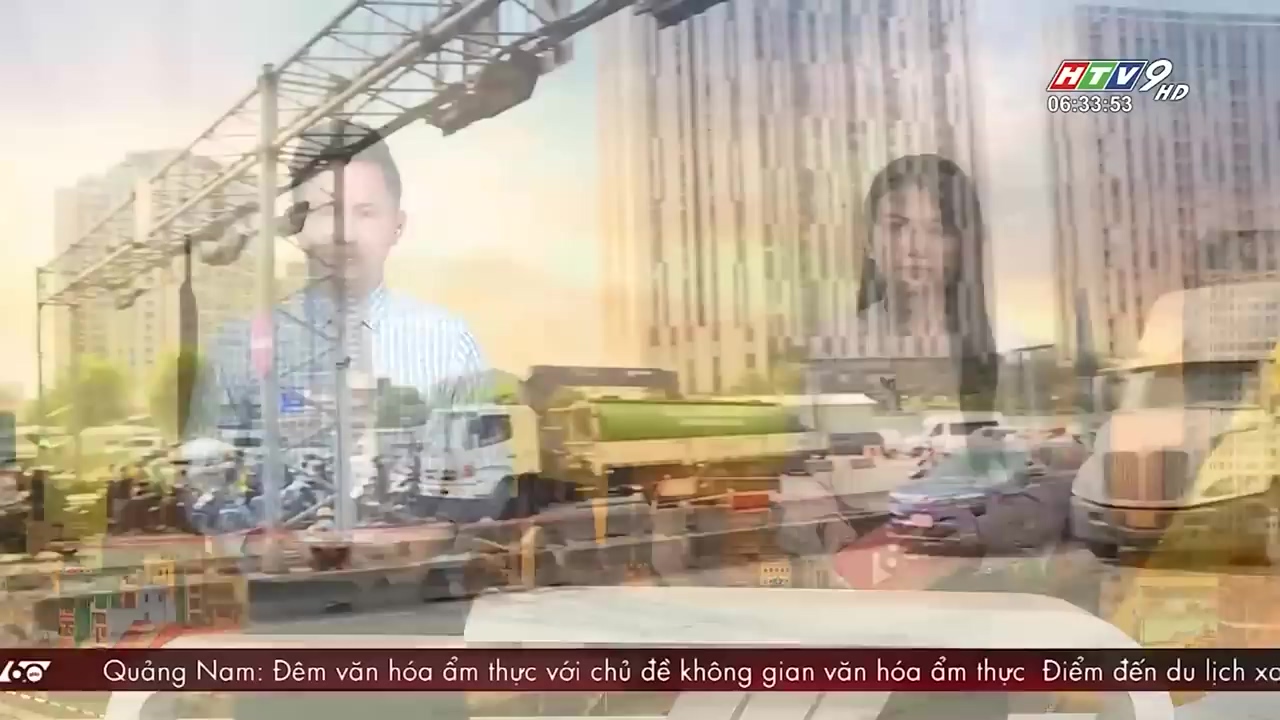 HTV9 HD
06:33:53
60 Quảng Nam: Đêm văn hóa ẩm thực với chủ đề không gian văn hóa ẩm thực Điểm đến du lịch